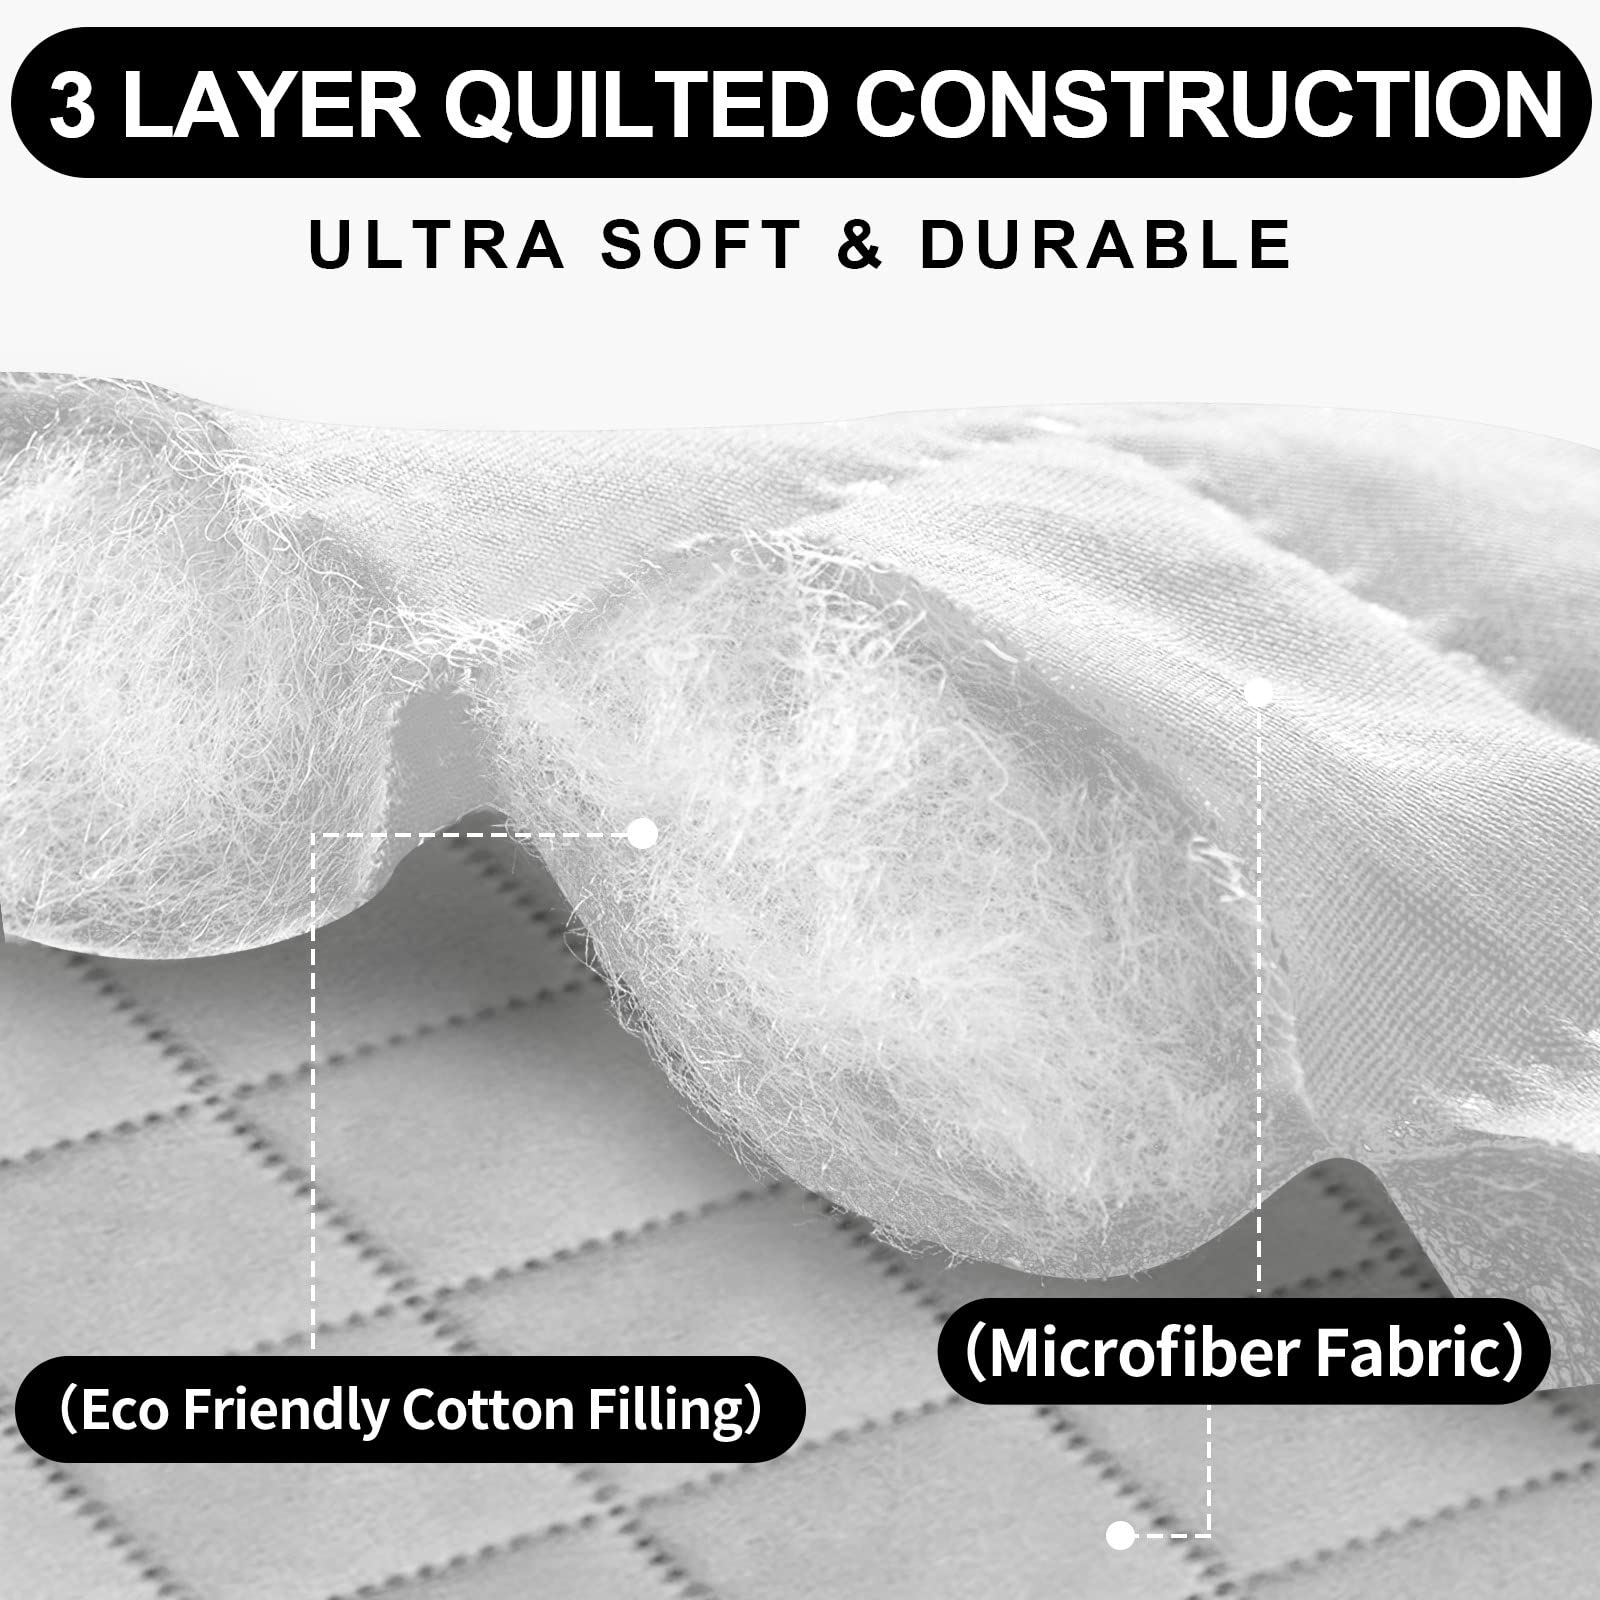 3 LAYER QUILTED CONSTRUCTION
ULTRA SOFT & DURABLE
(Microfiber Fabric)
(Eco Friendly Cotton Filling)